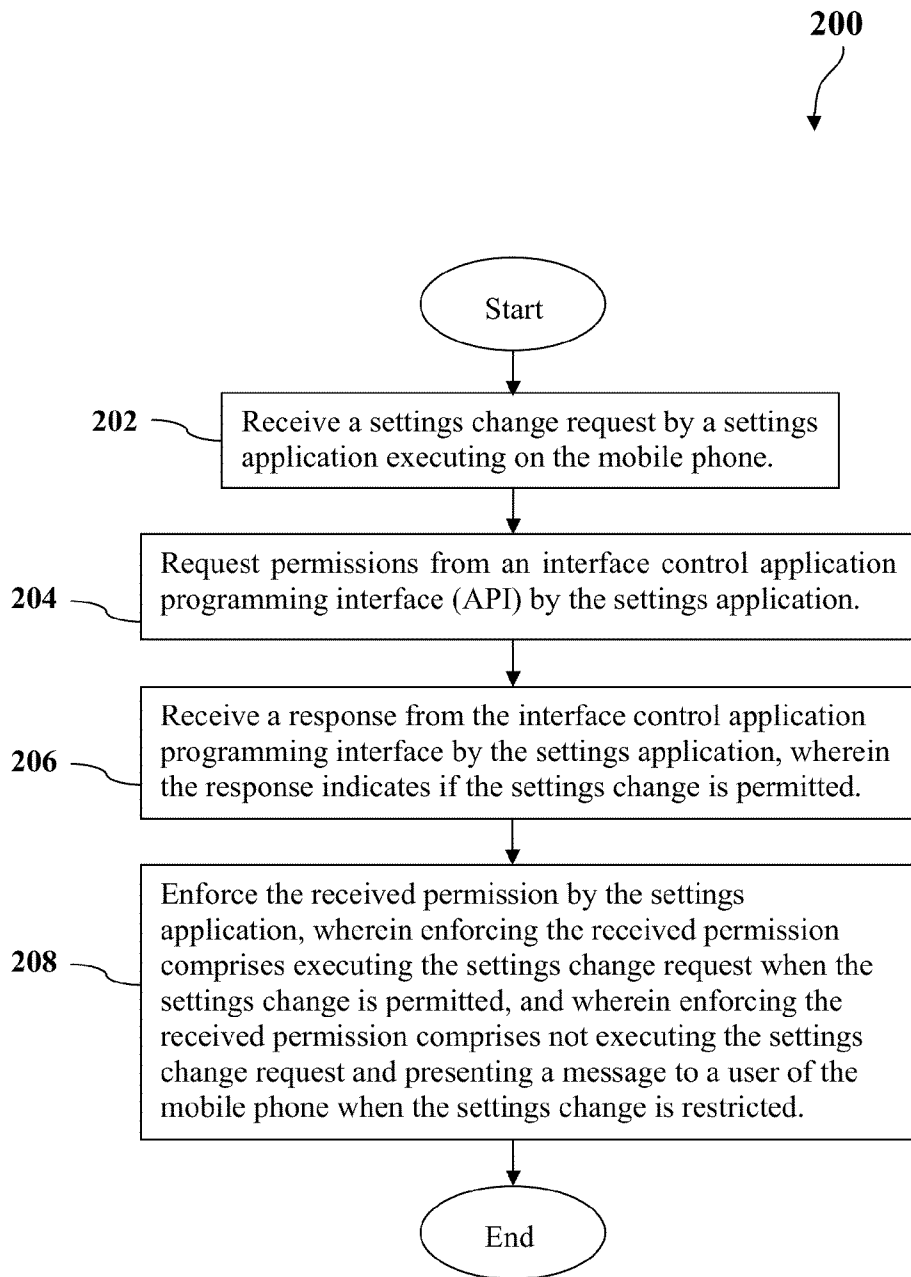 200
Start
202
Receive a settings change request by a settings
application executing on the mobile phone.
204
Request permissions from an interface control application
programming interface (API) by the settings application.
206
Receive a response from the interface control application
programming interface by the settings application, wherein
the response indicates if the settings change is permitted.
208
Enforce the received permission by the settings
application, wherein enforcing the received permission
comprises executing the settings change request when the
settings change is permitted, and wherein enforcing the
received permission comprises not executing the settings
change request and presenting a message to a user of the
mobile phone when the settings change is restricted.
End